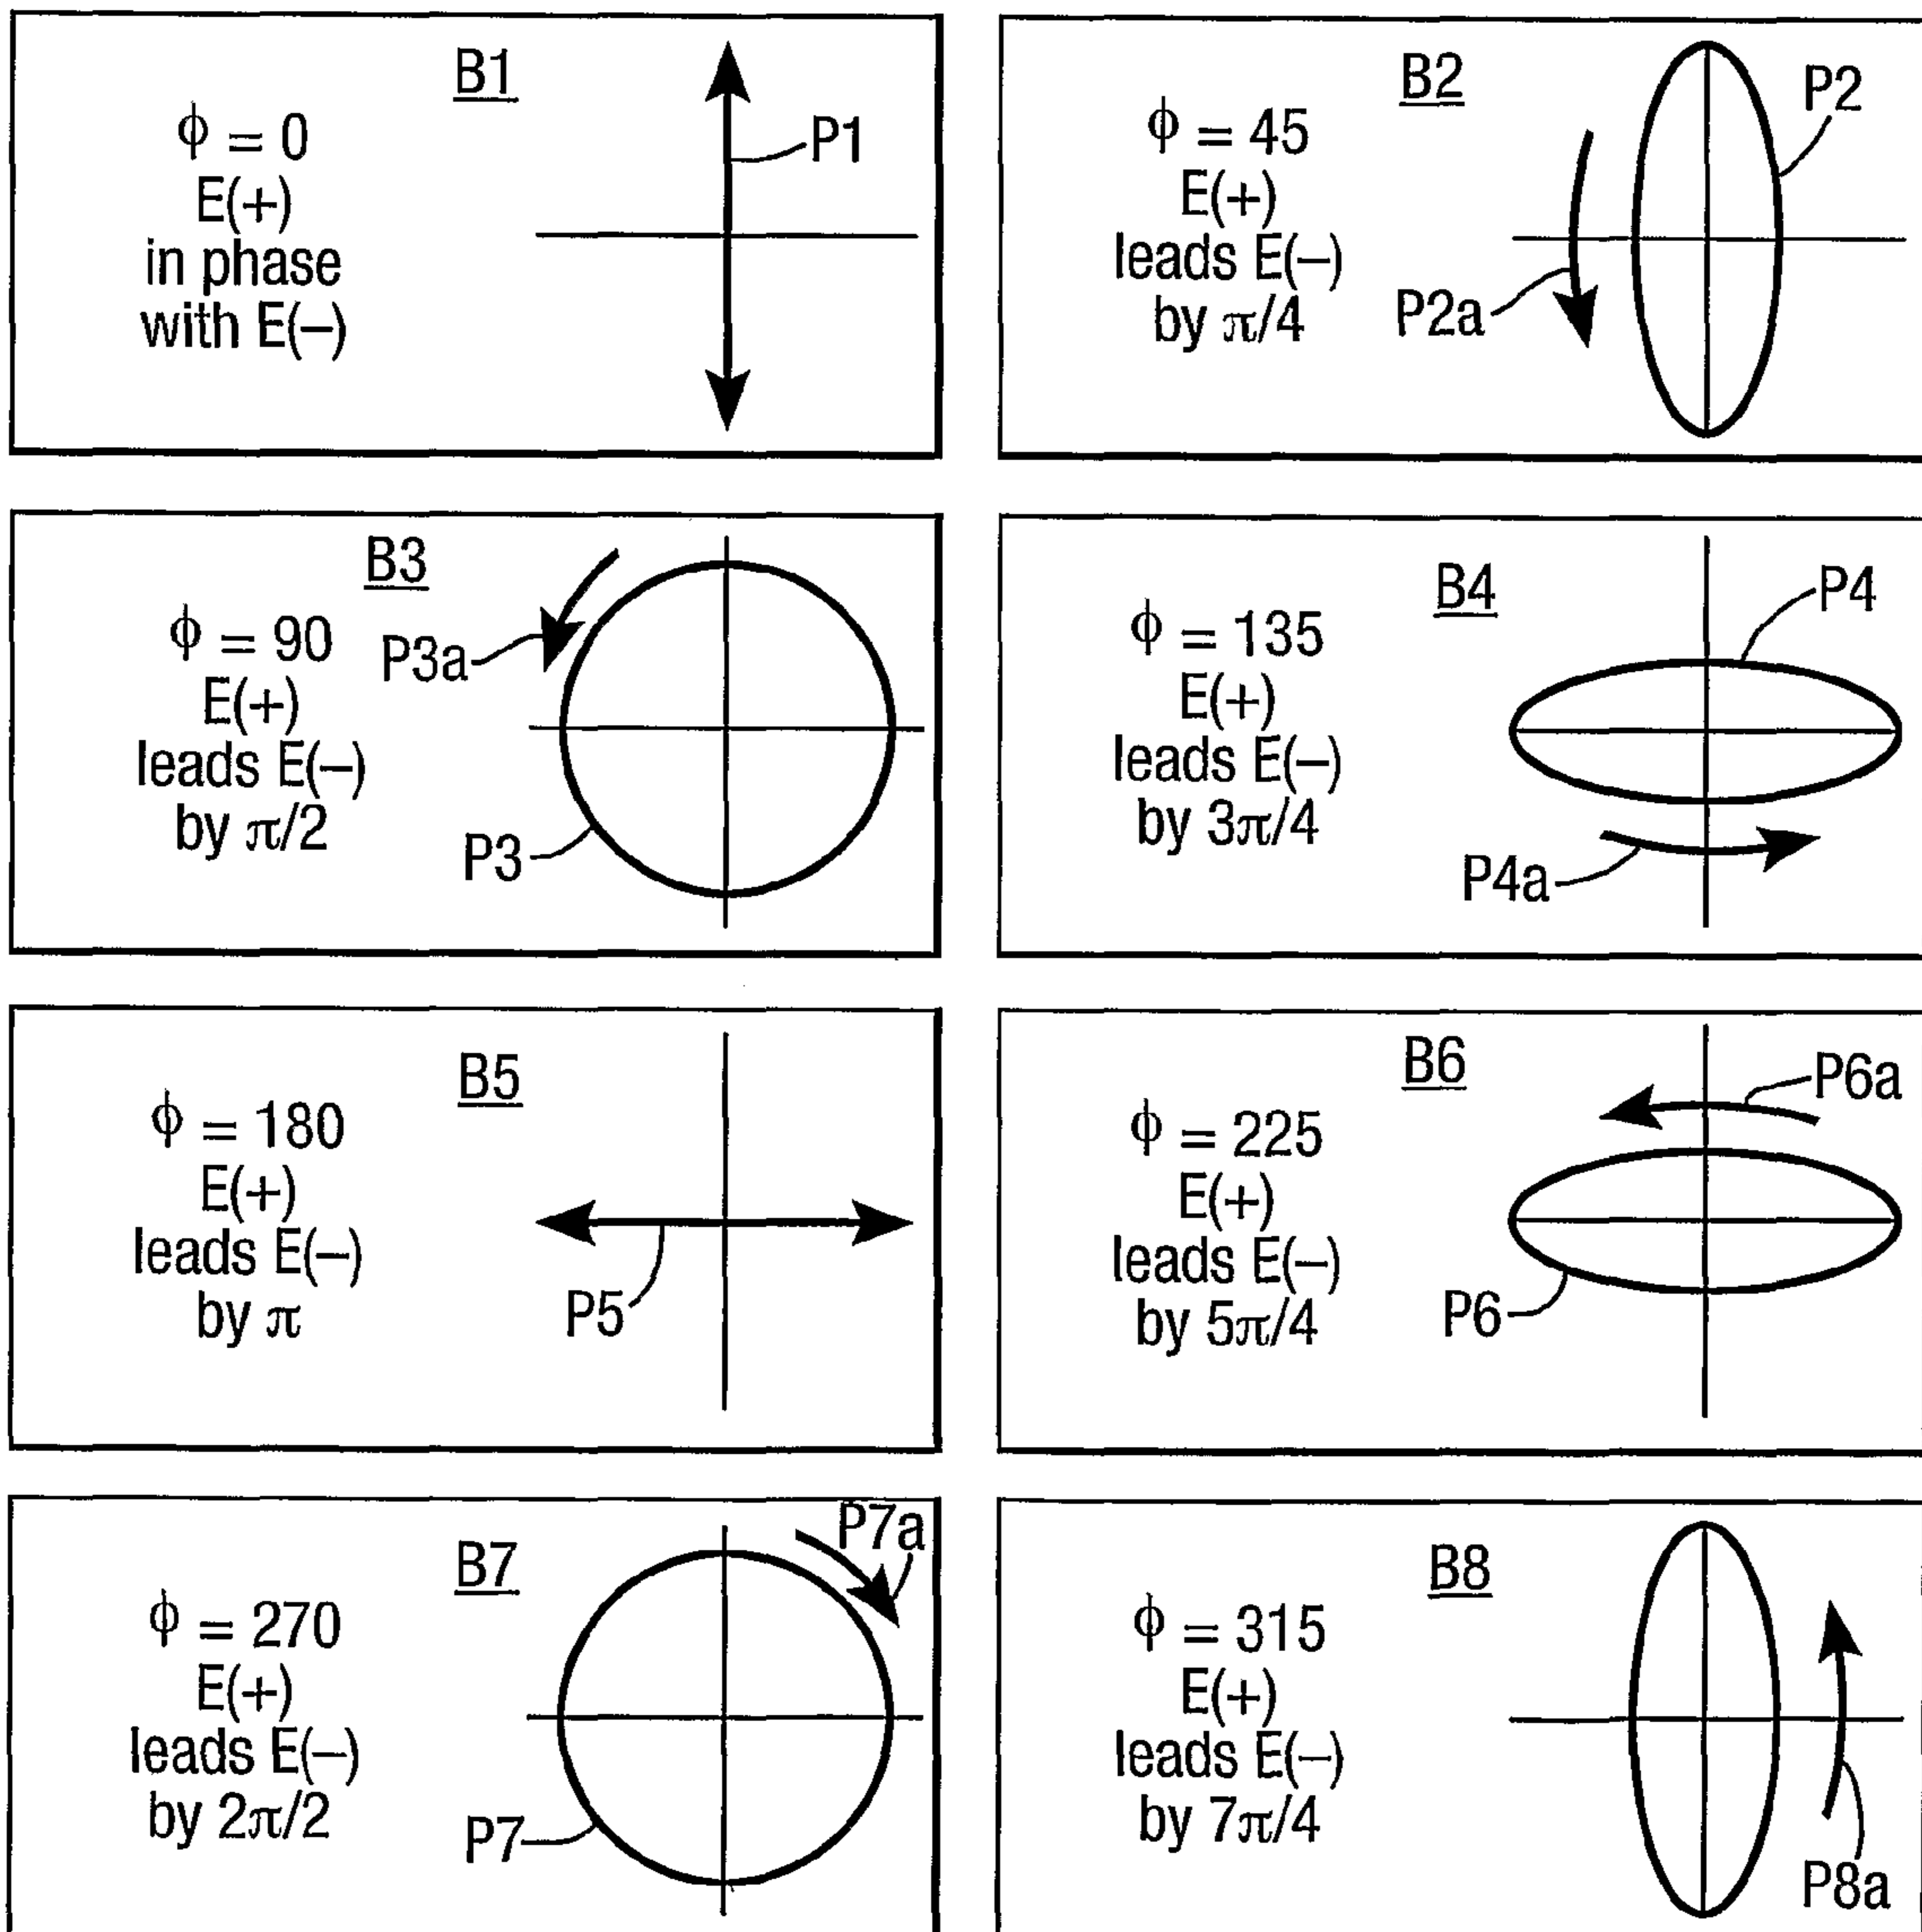 B1
ϕ = 0
E(+)
in phase
with E(−)
P1
B2
ϕ = 45
E(+)
leads E(−)
by π/4
P2
P2a
B3
ϕ = 90
E(+)
leads E(−)
by π/2
P3a
P3
B4
ϕ = 135
E(+)
leads E(−)
by 3π/4
P4
P4a
B5
ϕ = 180
E(+)
leads E(−)
by π
P5
B6
ϕ = 225
E(+)
leads E(−)
by 5π/4
P6a
P6
B7
ϕ = 270
E(+)
leads E(−)
by 2π/2
P7a
P7
B8
ϕ = 315
E(+)
leads E(−)
by 7π/4
P8a